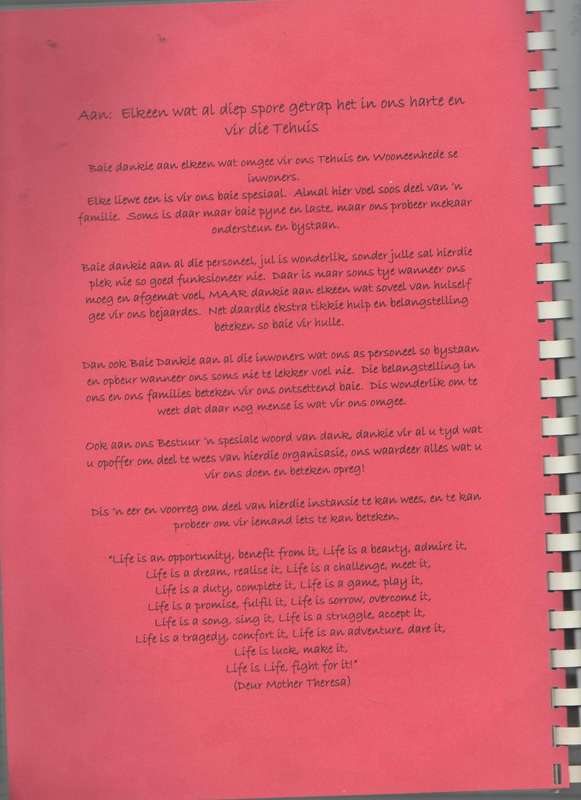 Aan: Elkeen wat al diep spore getrap het in ons harte en
vir die Tehuis
Baie dankie aan elkeen wat omgee vir ons Tehuis en Wooneenhede se
inwoners.
Elke liewe een is vir ons baie spesiaal. Almal hier voel soos deel van 'n
familie. Soms is daar maar baie pyne en laste, maar ons probeer mekaar
ondersteun en bystaan.
Baie dankie aan al die personeel, jul is wonderlik, sonder julle sal hierdie
plek nie so goed funksioneer nie. Daar is maar soms tye wanneer ons
moeg en afgemat voel, MAAR dankie aan elkeen wat soveel van hulself
gee vir ons bejaardes. Net daardie ekstra tikkie hulp en belangstelling
beteken so baie vir hulle.
Dan ook Baie Dankie aan al die inwoners wat ons as personeel so bystaan
en opbeur wanneer ons soms nie te lekker voel nie. Die belangstelling in
ons en ons families beteken vir ons ontsettend baie. Dis wonderlik om te
weet dat daar nog mense is wat vir ons omgee.
Ook aan ons Bestuur 'n spesiale woord van dank, dankie vir al u tyd wat
u opoffer om deel te wees van hierdie organisasie, ons waardeer alles wat u
vir ons doen en beteken opreg!
Dis 'n eer en voorreg om deel van hierdie instansie te kan wees, en te kan
probeer om vir iemand iets te kan beteken.
"Life is an opportunity, benefit from it, Life is a beauty, admire it,
Life is a dream, realise it, Life is a challenge, meet it,
Life is a duty, complete it, Life is a game, play it,
Life is a promise, fulfil it, Life is sorrow, overcome it,
Life is a song, sing it, Life is a struggle, accept it,
Life is a tragedy, comfort it, Life is an adventure, dare it,
Life is luck, make it,
Life is Life, fight for it!"
(Deur Mother Theresa)